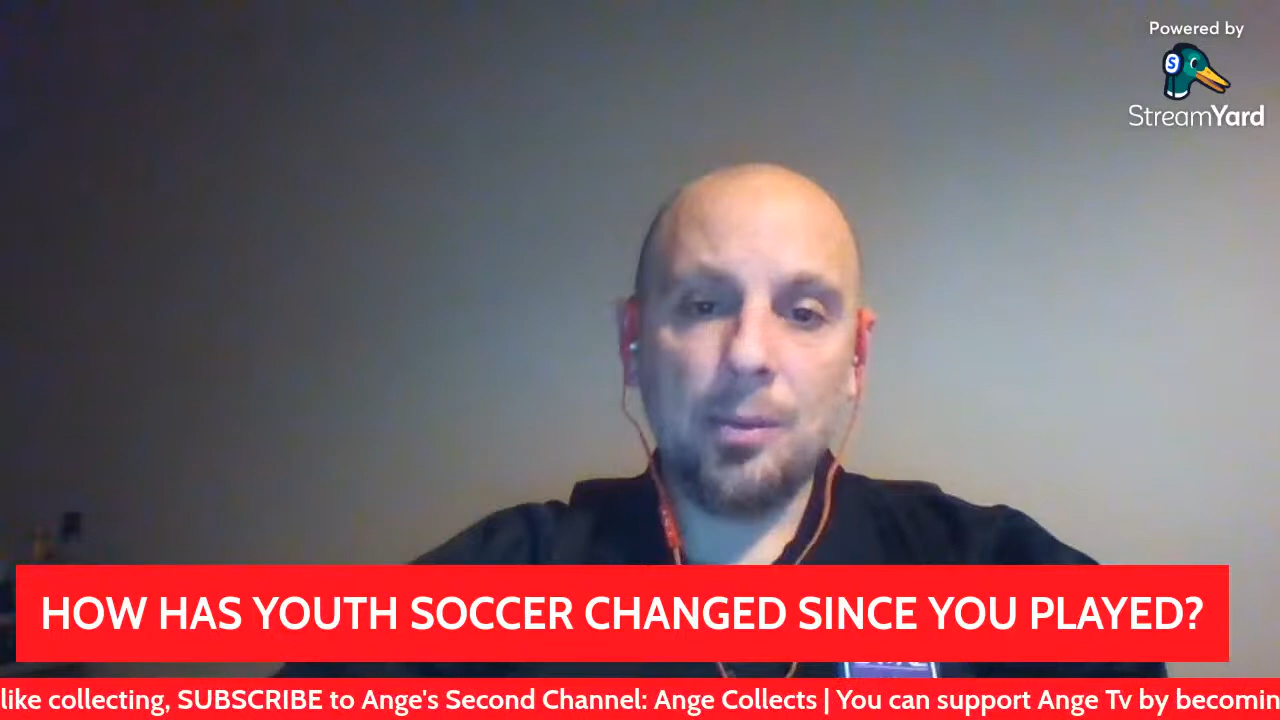 Powered by
S
StreamYard
HOW HAS YOUTH SOCCER CHANGED SINCE YOU PLAYED?
like collecting, SUBSCRIBE to Ange's Second Channel: Ange Collects | You can support Ange Tv by becomin